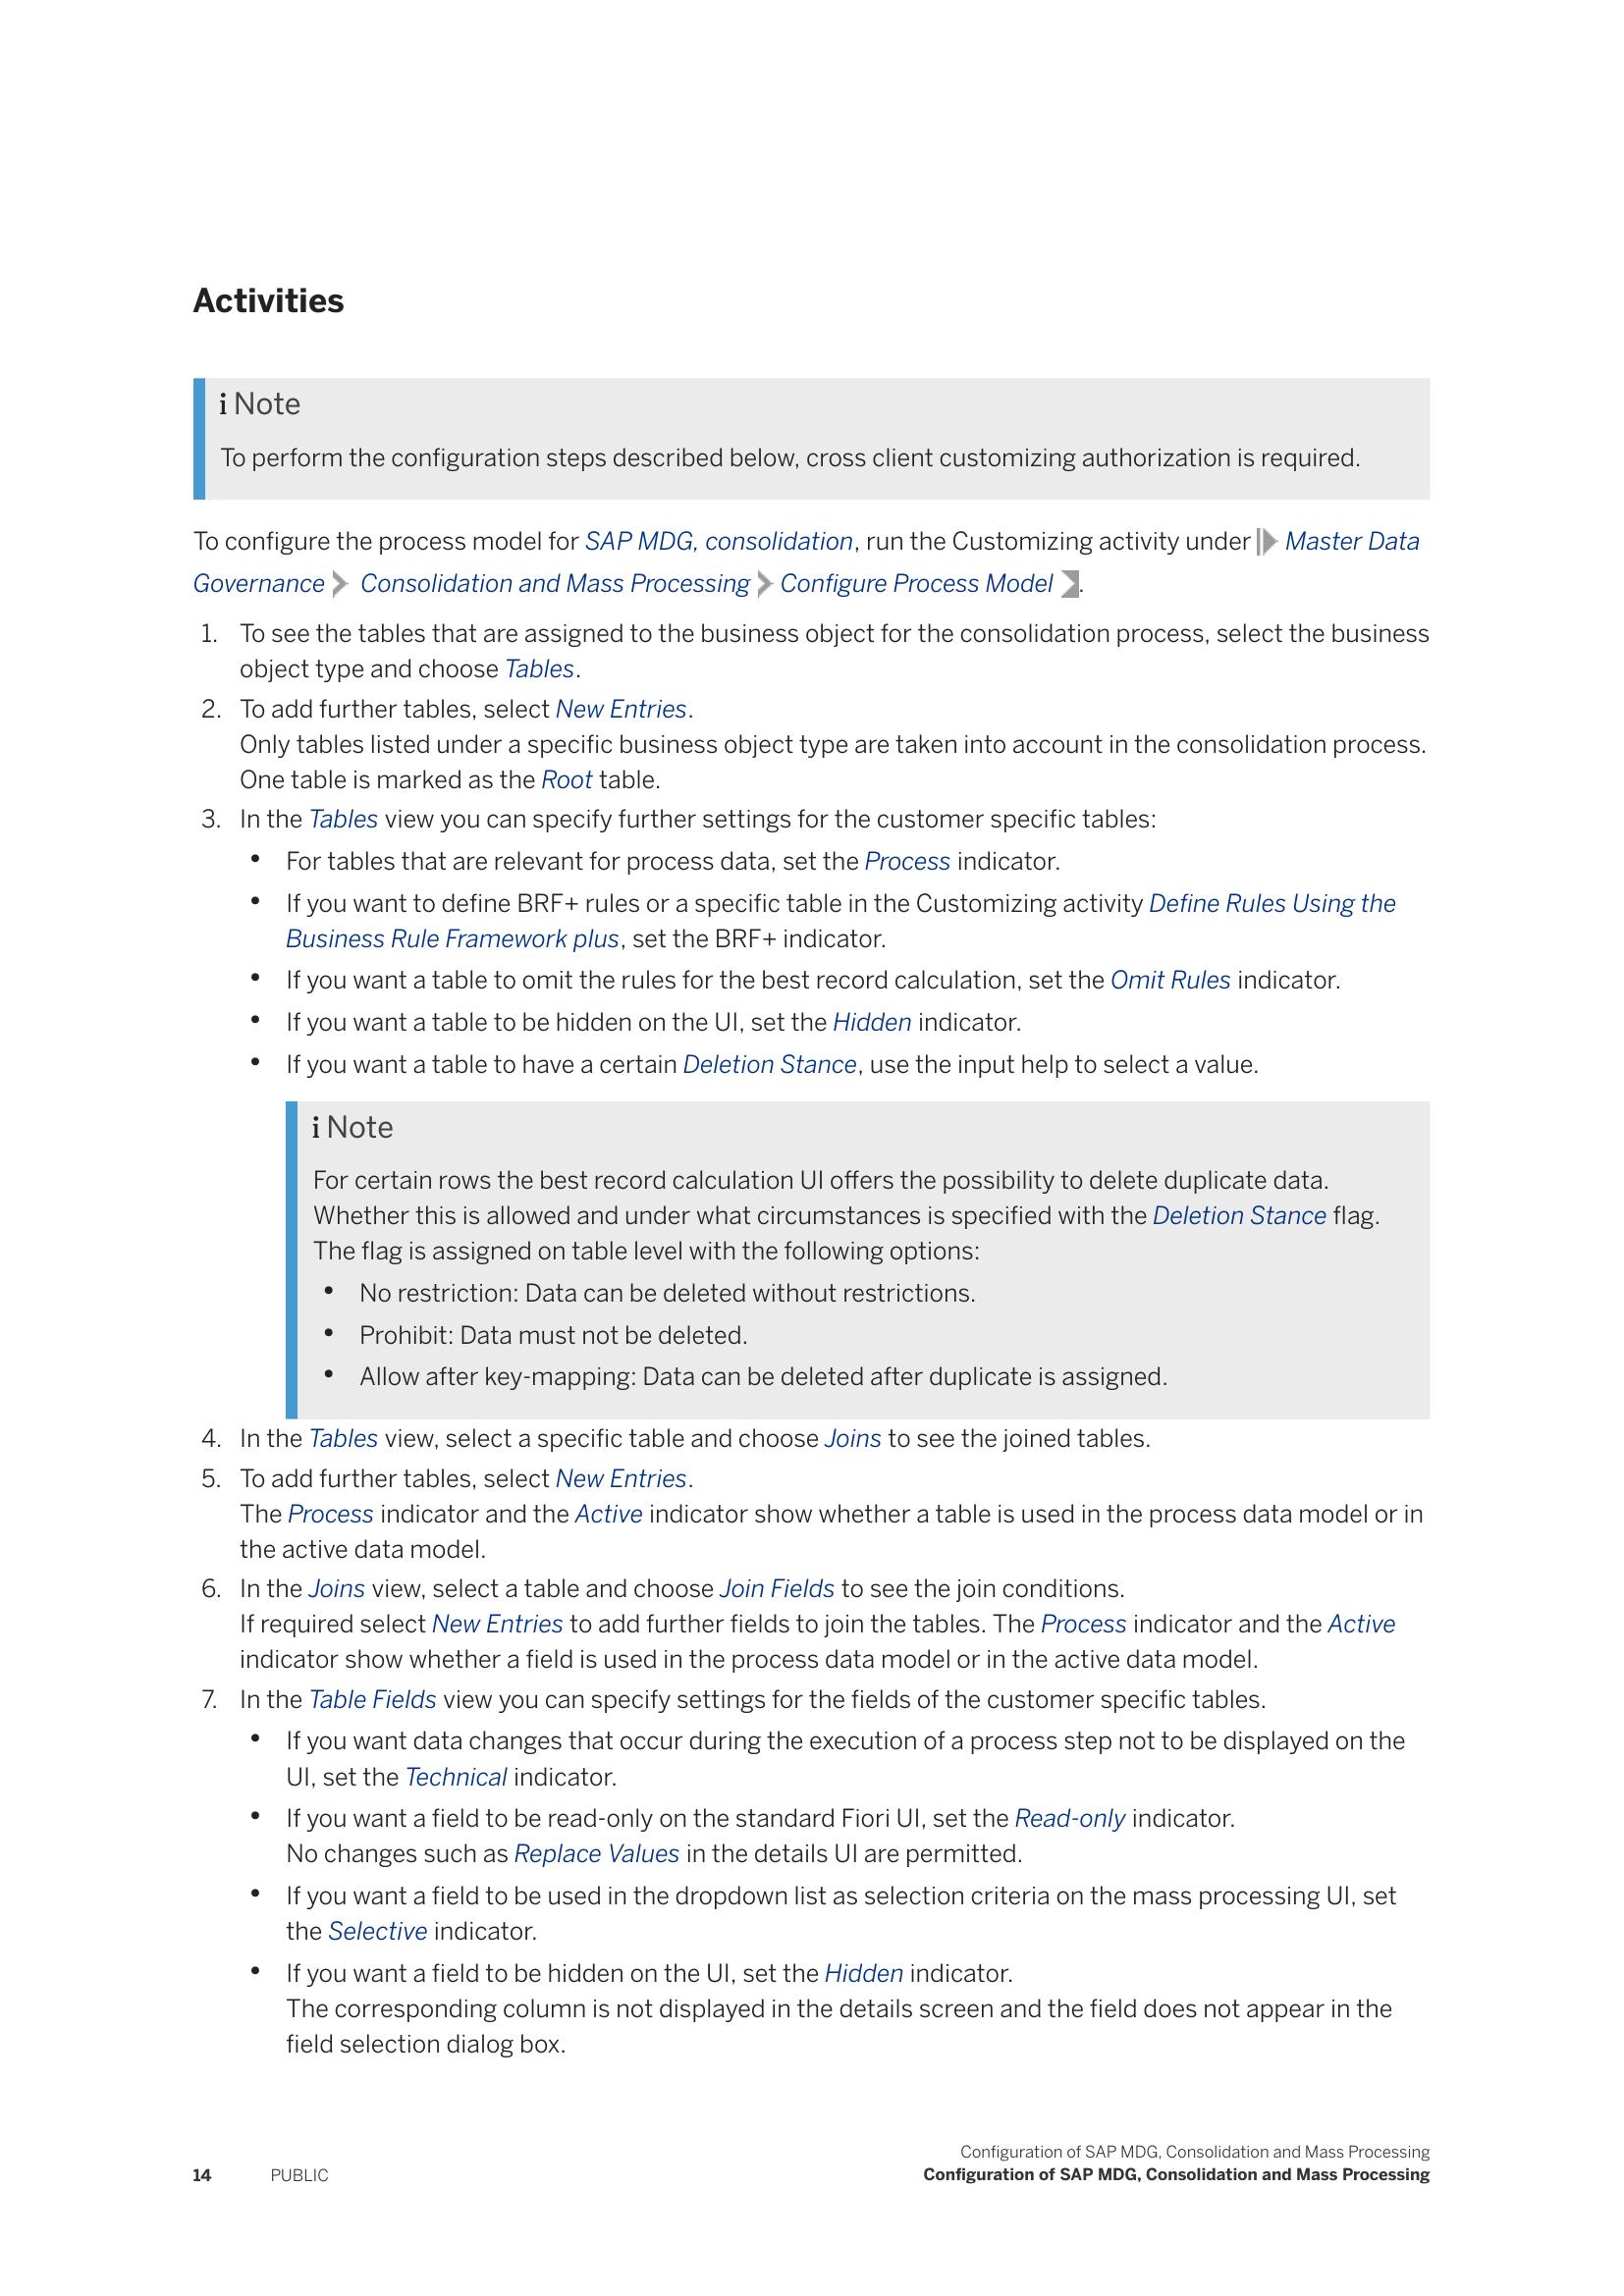 Activities
i Note
To perform the configuration steps described below, cross client customizing authorization is required.
To configure the process model for SAP MDG, consolidation, run the Customizing activity under Master Data
Governance Consolidation and Mass Processing Configure Process Model .
1. To see the tables that are assigned to the business object for the consolidation process, select the business
object type and choose Tables.
2. To add further tables, select New Entries.
Only tables listed under a specific business object type are taken into account in the consolidation process.
One table is marked as the Root table.
3. In the Tables view you can specify further settings for the customer specific tables:
• For tables that are relevant for process data, set the Process indicator.
• If you want to define BRF+ rules or a specific table in the Customizing activity Define Rules Using the
Business Rule Framework plus, set the BRF+ indicator.
• If you want a table to omit the rules for the best record calculation, set the Omit Rules indicator.
• If you want a table to be hidden on the UI, set the Hidden indicator.
• If you want a table to have a certain Deletion Stance, use the input help to select a value.
i Note
For certain rows the best record calculation UI offers the possibility to delete duplicate data.
Whether this is allowed and under what circumstances is specified with the Deletion Stance flag.
The flag is assigned on table level with the following options:
• No restriction: Data can be deleted without restrictions.
• Prohibit: Data must not be deleted.
• Allow after key-mapping: Data can be deleted after duplicate is assigned.
4. In the Tables view, select a specific table and choose Joins to see the joined tables.
5. To add further tables, select New Entries.
The Process indicator and the Active indicator show whether a table is used in the process data model or in
the active data model.
6. In the Joins view, select a table and choose Join Fields to see the join conditions.
If required select New Entries to add further fields to join the tables. The Process indicator and the Active
indicator show whether a field is used in the process data model or in the active data model.
7. In the Table Fields view you can specify settings for the fields of the customer specific tables.
• If you want data changes that occur during the execution of a process step not to be displayed on the
UI, set the Technical indicator.
• If you want a field to be read-only on the standard Fiori UI, set the Read-only indicator.
No changes such as Replace Values in the details UI are permitted.
• If you want a field to be used in the dropdown list as selection criteria on the mass processing UI, set
the Selective indicator.
• If you want a field to be hidden on the UI, set the Hidden indicator.
The corresponding column is not displayed in the details screen and the field does not appear in the
field selection dialog box.
Configuration of SAP MDG, Consolidation and Mass Processing
14 PUBLIC Configuration of SAP MDG, Consolidation and Mass Processing